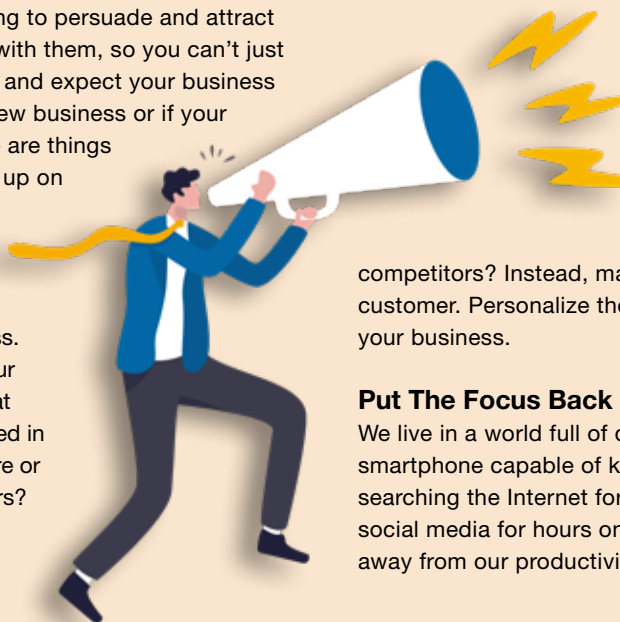 ng to persuade and attract
with them, so you can't just
and expect your business
ew business or if your
are things
up on
ss.
ur
at
ed in
re or
rs?
competitors? Instead, ma
customer. Personalize the
your business.
Put The Focus Back
We live in a world full of d
smartphone capable of k
searching the Internet for
social media for hours on
away from our productivi